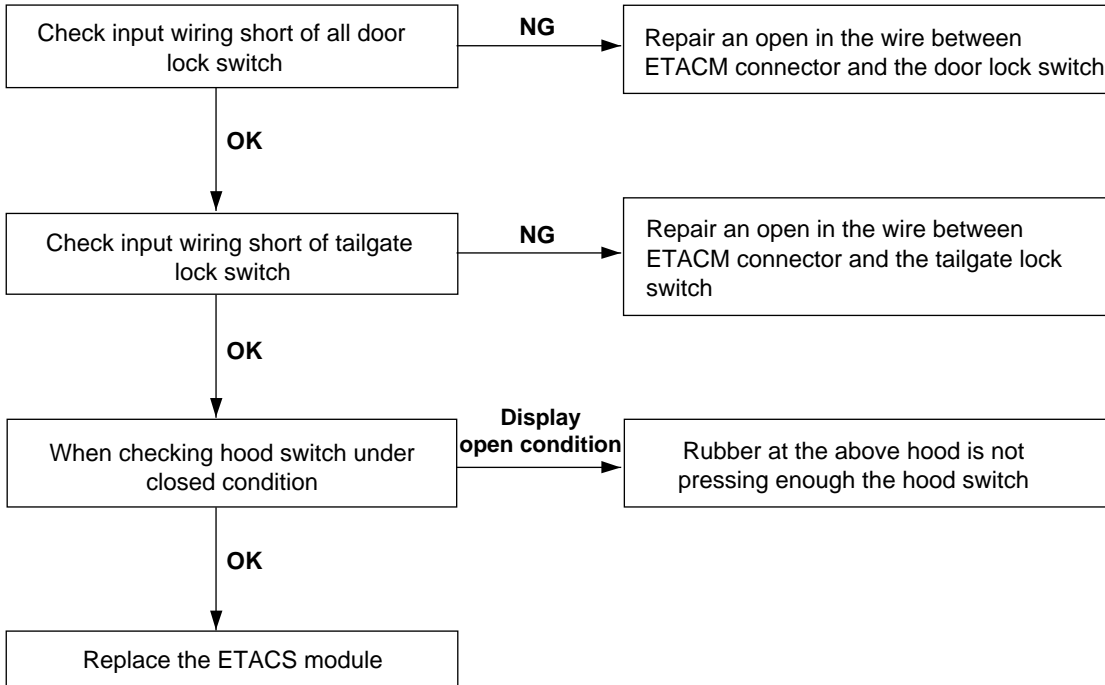 Check input wiring short of all door
lock switch
NG
Repair an open in the wire between
ETACM connector and the door lock switch
OK
Check input wiring short of tailgate
lock switch
NG
Repair an open in the wire between
ETACM connector and the tailgate lock
switch
OK
When checking hood switch under
closed condition
Display
open condition
Rubber at the above hood is not
pressing enough the hood switch
OK
Replace the ETACS module